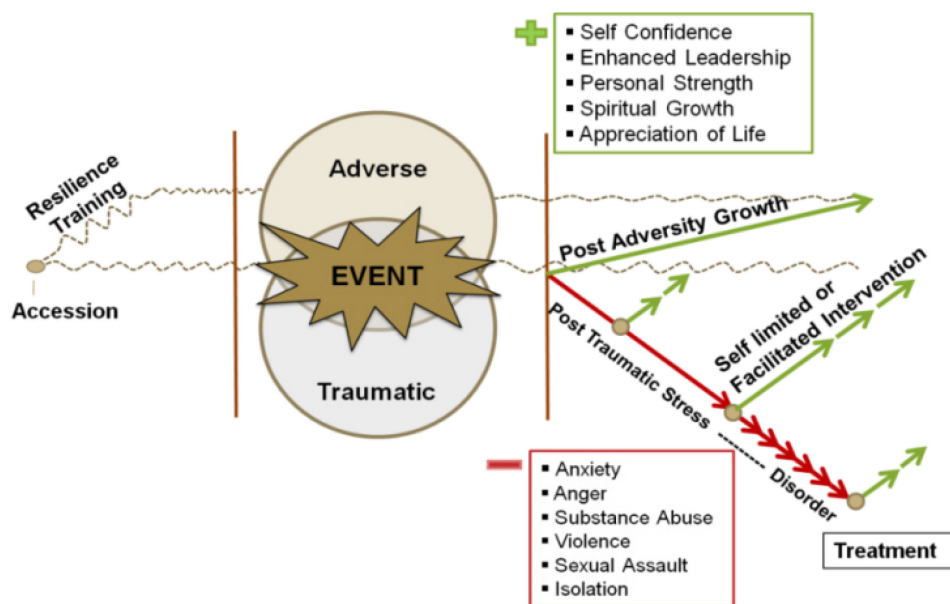 ▪ Self Confidence
▪ Enhanced Leadership
▪ Personal Strength
▪ Spiritual Growth
▪ Appreciation of Life
Resilience
Training
Accession
Adverse
EVENT
Traumatic
Post Adversity Growth
Post Traumatic Stress ------- Disorder
Self limited or
Facilitated Intervention
▪ Anxiety
▪ Anger
▪ Substance Abuse
▪ Violence
▪ Sexual Assault
▪ Isolation
Treatment